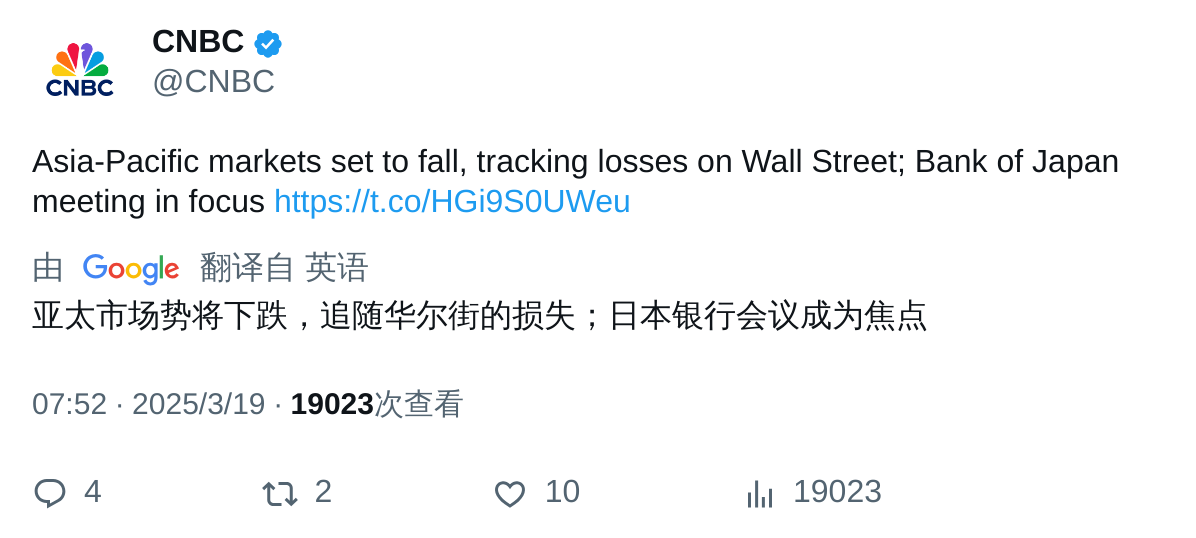 CNBC
CNBC
@CNBC
Asia-Pacific markets set to fall, tracking losses on Wall Street; Bank of Japan
meeting in focus https://t.co/HGi9S0UWeu
由 Google 翻译自 英语
亚太市场势将下跌，追随华尔街的损失；日本银行会议成为焦点
07:52 · 2025/3/19 · 19023次查看
4 2 10 19023